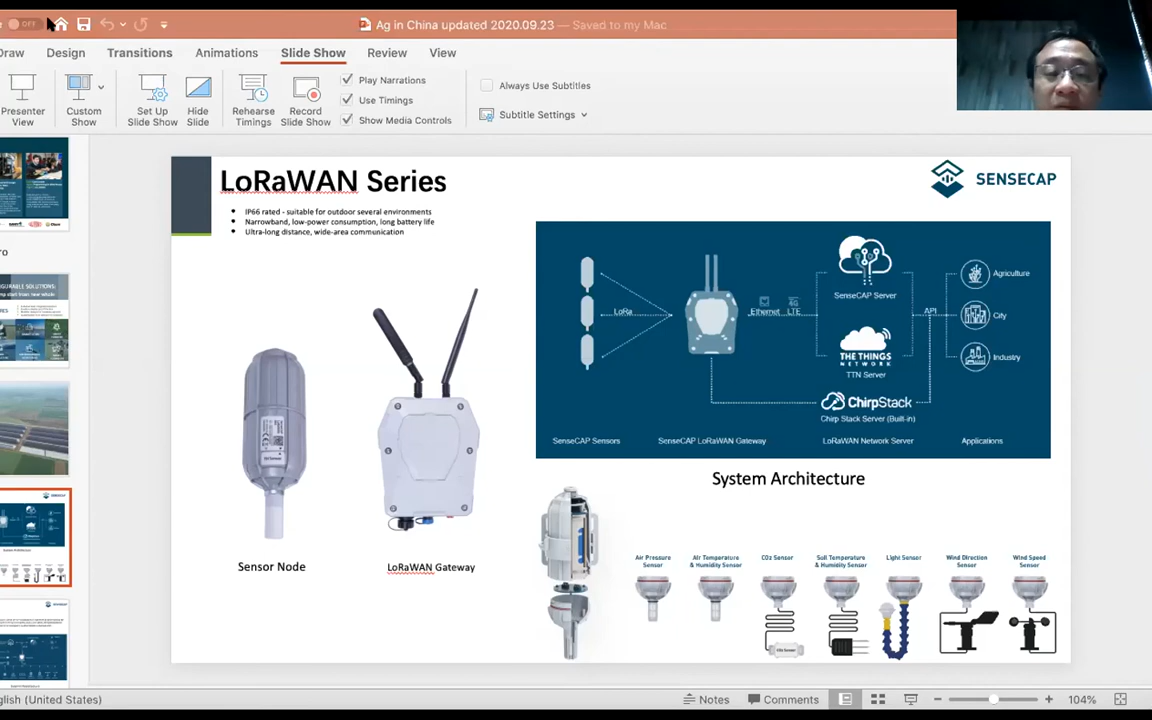 OFF
Ag in China updated 2020.09.23 — Saved to my Mac
Draw Design Transitions Animations Slide Show Review View
Presenter View
Custom Show
Set Up Slide Show
Hide Slide
Rehearse Timings
Record Slide Show
Play Narrations
Use Timings
Show Media Controls
Always Use Subtitles
Subtitle Settings
LoRaWAN Series
• IP66 rated - suitable for outdoor several environments
• Narrowband, low-power consumption, long battery life
• Ultra-long distance, wide-area communication
SENSECAP
LoRa
Ethernet
4G
LTE
SenseCAP Server
THE THINGS
NETWORK
TTN Server
ChirpStack
Chirp Stack Server (Built-in)
API
Agriculture
City
Industry
SenseCAP Sensors
SenseCAP LoRaWAN Gateway
LoRaWAN Network Server
Applications
System Architecture
Sensor Node
LoRaWAN Gateway
Air Pressure
Sensor
Air Temperature
& Humidity Sensor
CO2 Sensor
Soil Temperature
& Humidity Sensor
Light Sensor
Wind Direction
Sensor
Wind Speed
Sensor
CO2 Sensor
glish (United States)
Notes
Comments
104%